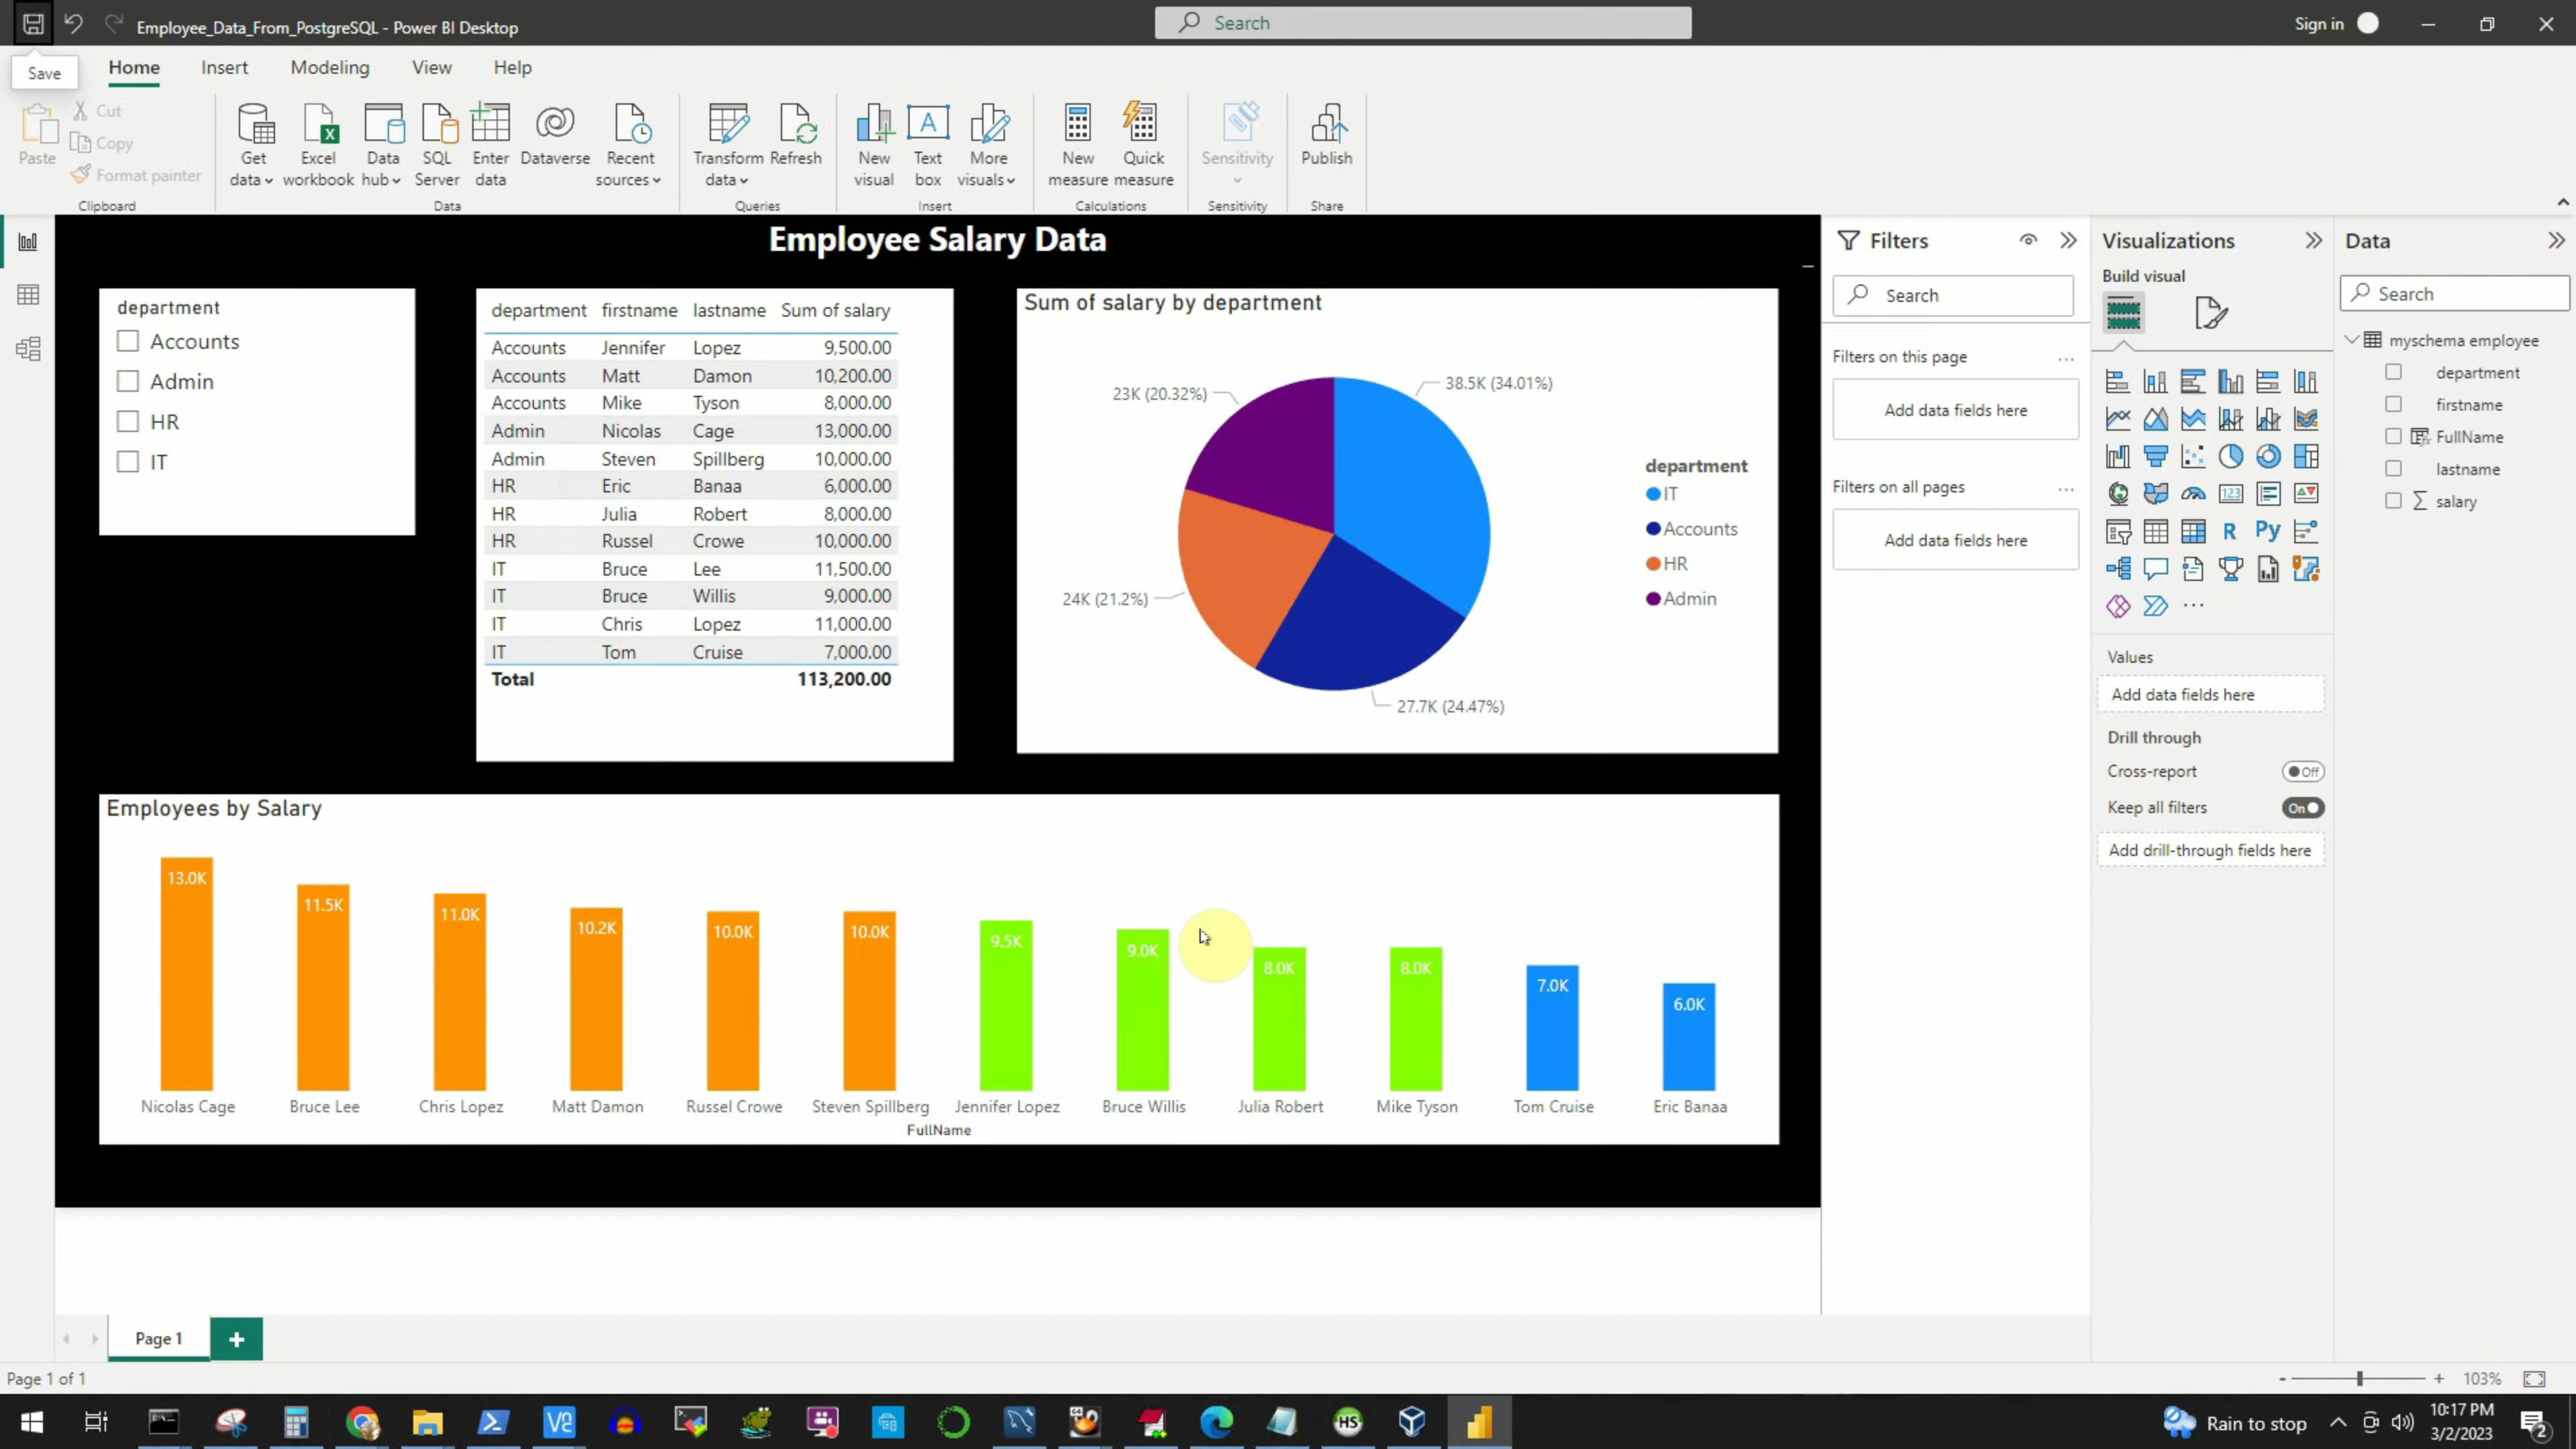 Employee_Data_From_PostgreSQL - Power BI Desktop
Search
Sign in
Save
Home
Insert
Modeling
View
Help
Paste
Cut
Copy
Format painter
Clipboard
Get data
Excel workbook
Data hub
SQL Server
Enter data
Dataverse
Recent sources
Data
Transform data
Refresh
Queries
New visual
Text box
More visuals
Insert
New measure
Quick measure
Calculations
Sensitivity
Sensitivity
Publish
Share
Employee Salary Data
department
Accounts
Admin
HR
IT
department firstname lastname Sum of salary
Accounts Jennifer Lopez 9,500.00
Accounts Matt Damon 10,200.00
Accounts Mike Tyson 8,000.00
Admin Nicolas Cage 13,000.00
Admin Steven Spillberg 10,000.00
HR Eric Banaa 6,000.00
HR Julia Robert 8,000.00
HR Russel Crowe 10,000.00
IT Bruce Lee 11,500.00
IT Bruce Willis 9,000.00
IT Chris Lopez 11,000.00
IT Tom Cruise 7,000.00
Total 113,200.00
Sum of salary by department
23K (20.32%)
38.5K (34.01%)
24K (21.2%)
27.7K (24.47%)
department
IT
Accounts
HR
Admin
Employees by Salary
13.0K 11.5K 11.0K 10.2K 10.0K 10.0K 9.5K 9.0K 8.0K 8.0K 7.0K 6.0K
Nicolas Cage Bruce Lee Chris Lopez Matt Damon Russel Crowe Steven Spillberg Jennifer Lopez Bruce Willis Julia Robert Mike Tyson Tom Cruise Eric Banaa
FullName
Filters
Search
Filters on this page
...
Add data fields here
Filters on all pages
...
Add data fields here
Visualizations
Build visual
123
R
Py
...
Values
Add data fields here
Drill through
Cross-report
Off
Keep all filters
On
Add drill-through fields here
Data
Search
myschema employee
department
firstname
FullName
lastname
salary
Page 1
+
Page 1 of 1
- + 103%
HS
Rain to stop
10:17 PM
3/2/2023
2